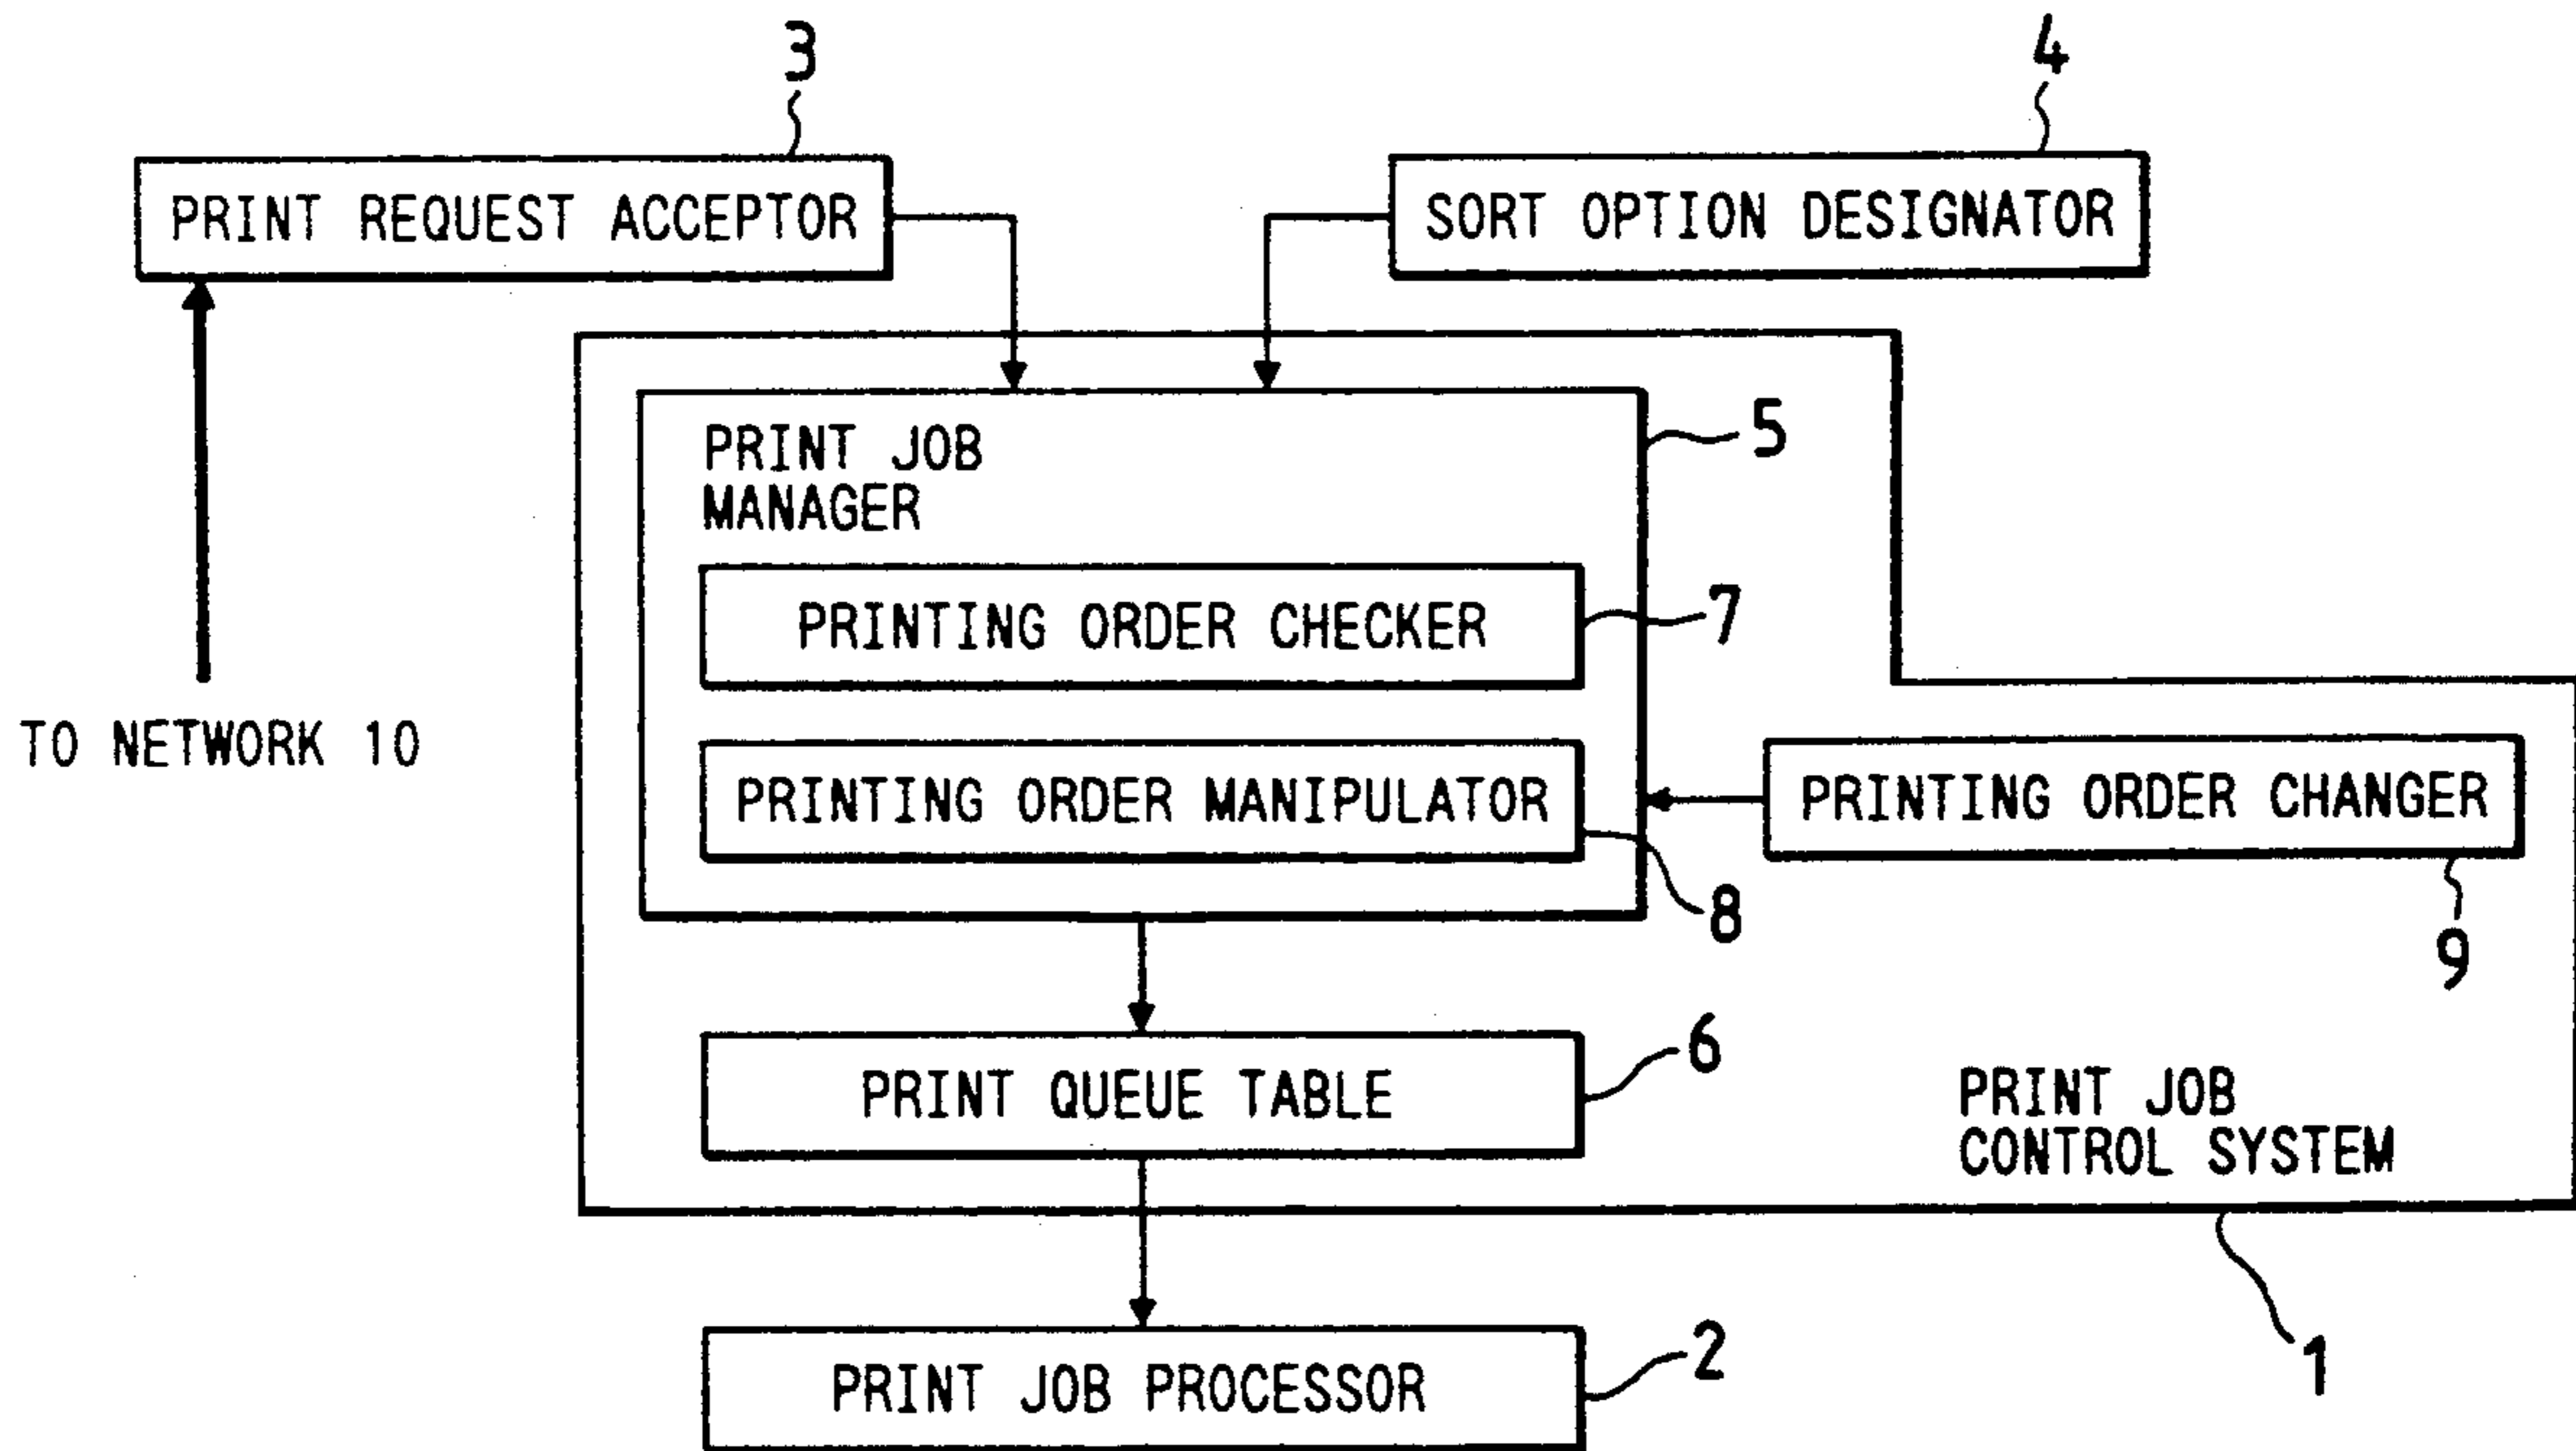 3
4
PRINT REQUEST ACCEPTOR
SORT OPTION DESIGNATOR
PRINT JOB
MANAGER
5
PRINTING ORDER CHECKER
7
TO NETWORK 10
PRINTING ORDER MANIPULATOR
PRINTING ORDER CHANGER
8
9
PRINT QUEUE TABLE
6
PRINT JOB
CONTROL SYSTEM
PRINT JOB PROCESSOR
2
1